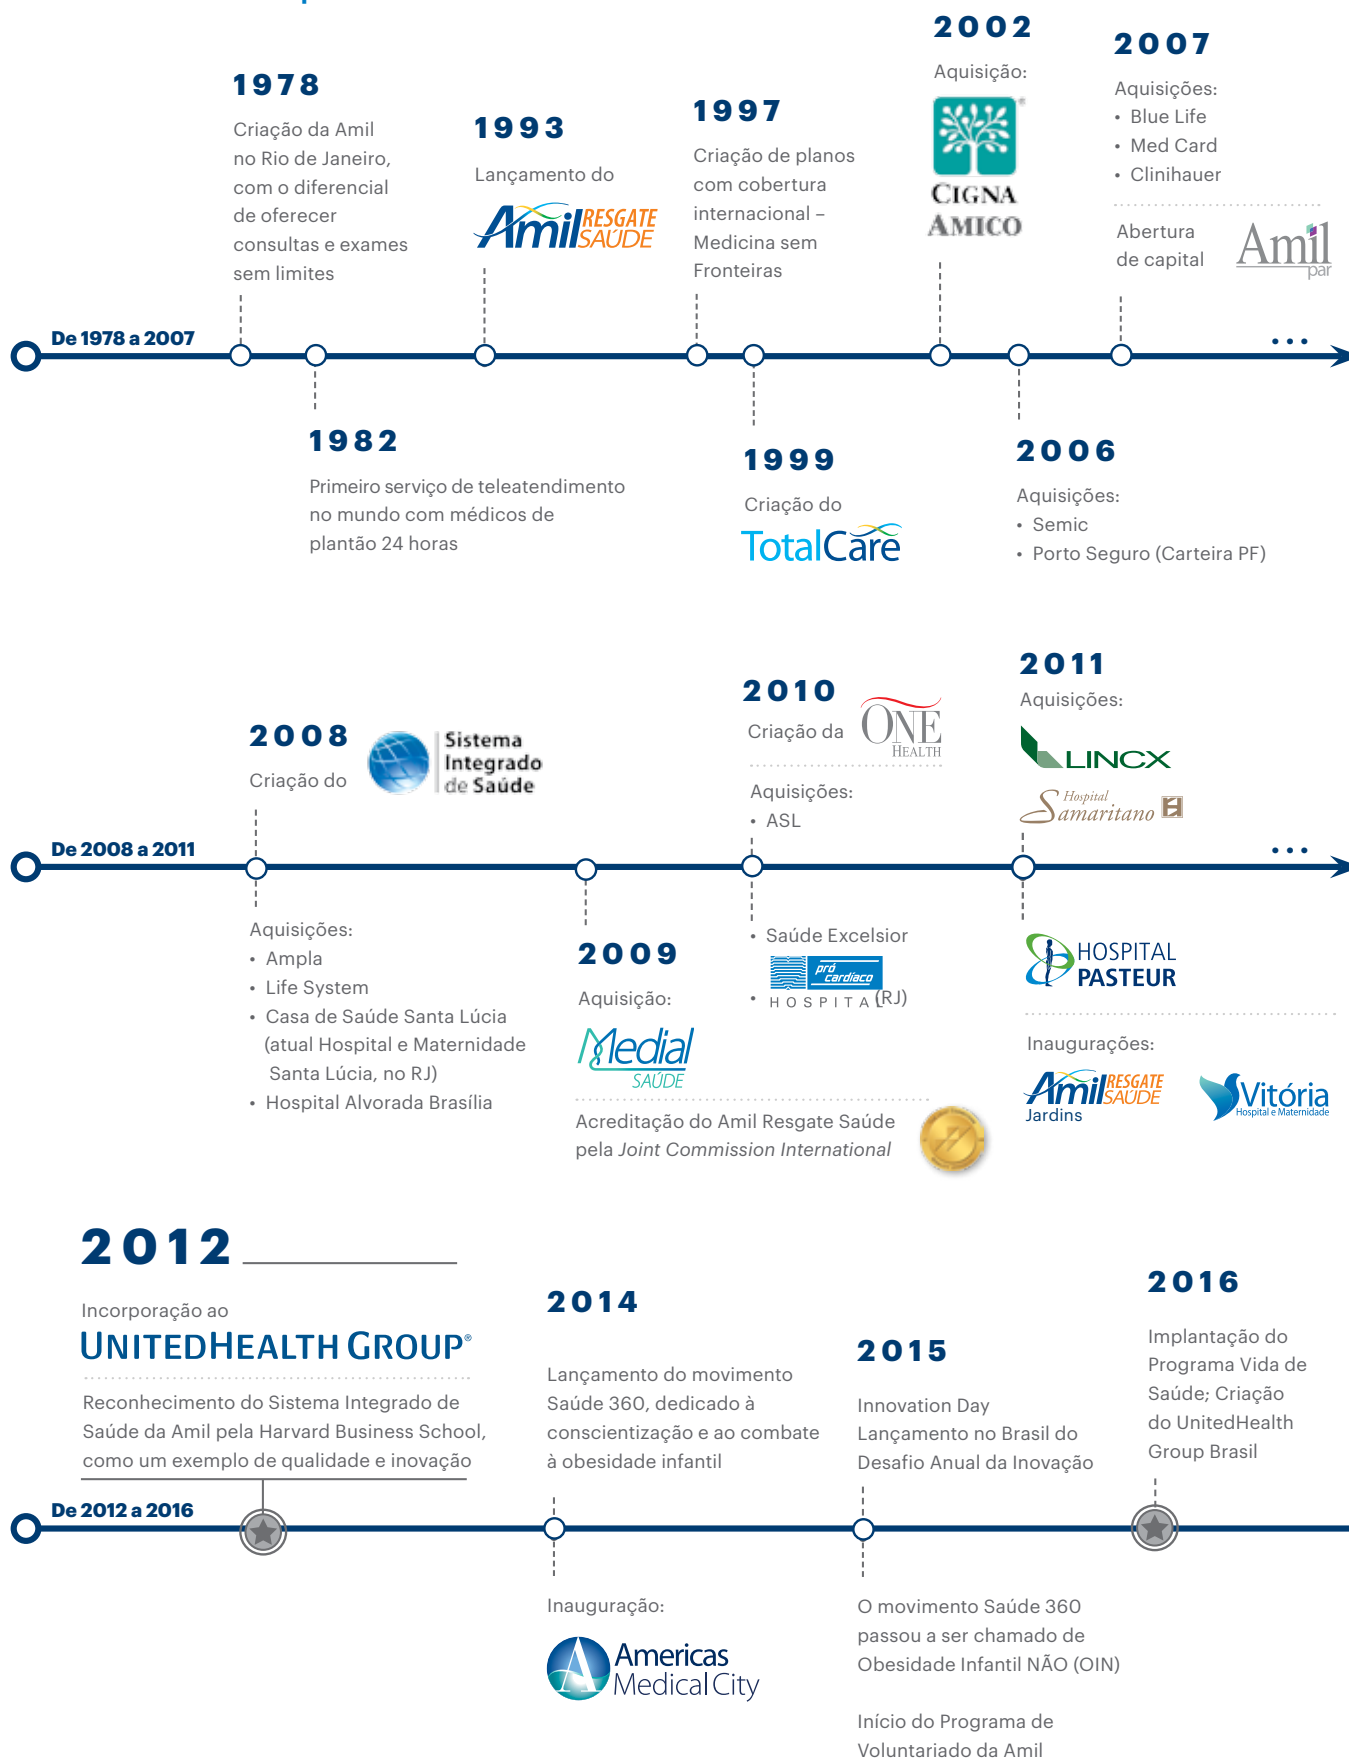 1978
Criação da Amil
no Rio de Janeiro,
com o diferencial
de oferecer
consultas e exames
sem limites
1993
Lançamento do
Amil RESGATE
SAÚDE
1997
Criação de planos
com cobertura
internacional –
Medicina sem
Fronteiras
2002
Aquisição:
CIGNA
AMICO
2007
Aquisições:
• Blue Life
• Med Card
• Clinihauer
Abertura
de capital
Amil
par
De 1978 a 2007
...
1982
Primeiro serviço de teleatendimento
no mundo com médicos de
plantão 24 horas
1999
Criação do
TotalCare
2006
Aquisições:
• Semic
• Porto Seguro (Carteira PF)
2008
Criação do
Sistema
Integrado
de Saúde
2010
Criação da
ONE
HEALTH
Aquisições:
• ASL
2011
Aquisições:
LINCX
Hospital
Samaritano
De 2008 a 2011
...
Aquisições:
• Ampla
• Life System
• Casa de Saúde Santa Lúcia
(atual Hospital e Maternidade
Santa Lúcia, no RJ)
• Hospital Alvorada Brasília
2009
Aquisição:
Medial
SAÚDE
Acreditação do Amil Resgate Saúde
pela Joint Commission International
• Saúde Excelsior
pró
cardíaco
• HOSPITAL (RJ)
HOSPITAL
PASTEUR
Inaugurações:
Amil RESGATE
SAÚDE
Jardins
Vitória
Hospital e Maternidade
2012
Incorporação ao
UNITEDHEALTH GROUP®
Reconhecimento do Sistema Integrado de
Saúde da Amil pela Harvard Business School,
como um exemplo de qualidade e inovação
2014
Lançamento do movimento
Saúde 360, dedicado à
conscientização e ao combate
à obesidade infantil
2015
Innovation Day
Lançamento no Brasil do
Desafio Anual da Inovação
2016
Implantação do
Programa Vida de
Saúde; Criação
do UnitedHealth
Group Brasil
De 2012 a 2016
Inauguração:
Americas
Medical City
O movimento Saúde 360
passou a ser chamado de
Obesidade Infantil NÃO (OIN)
Início do Programa de
Voluntariado da Amil